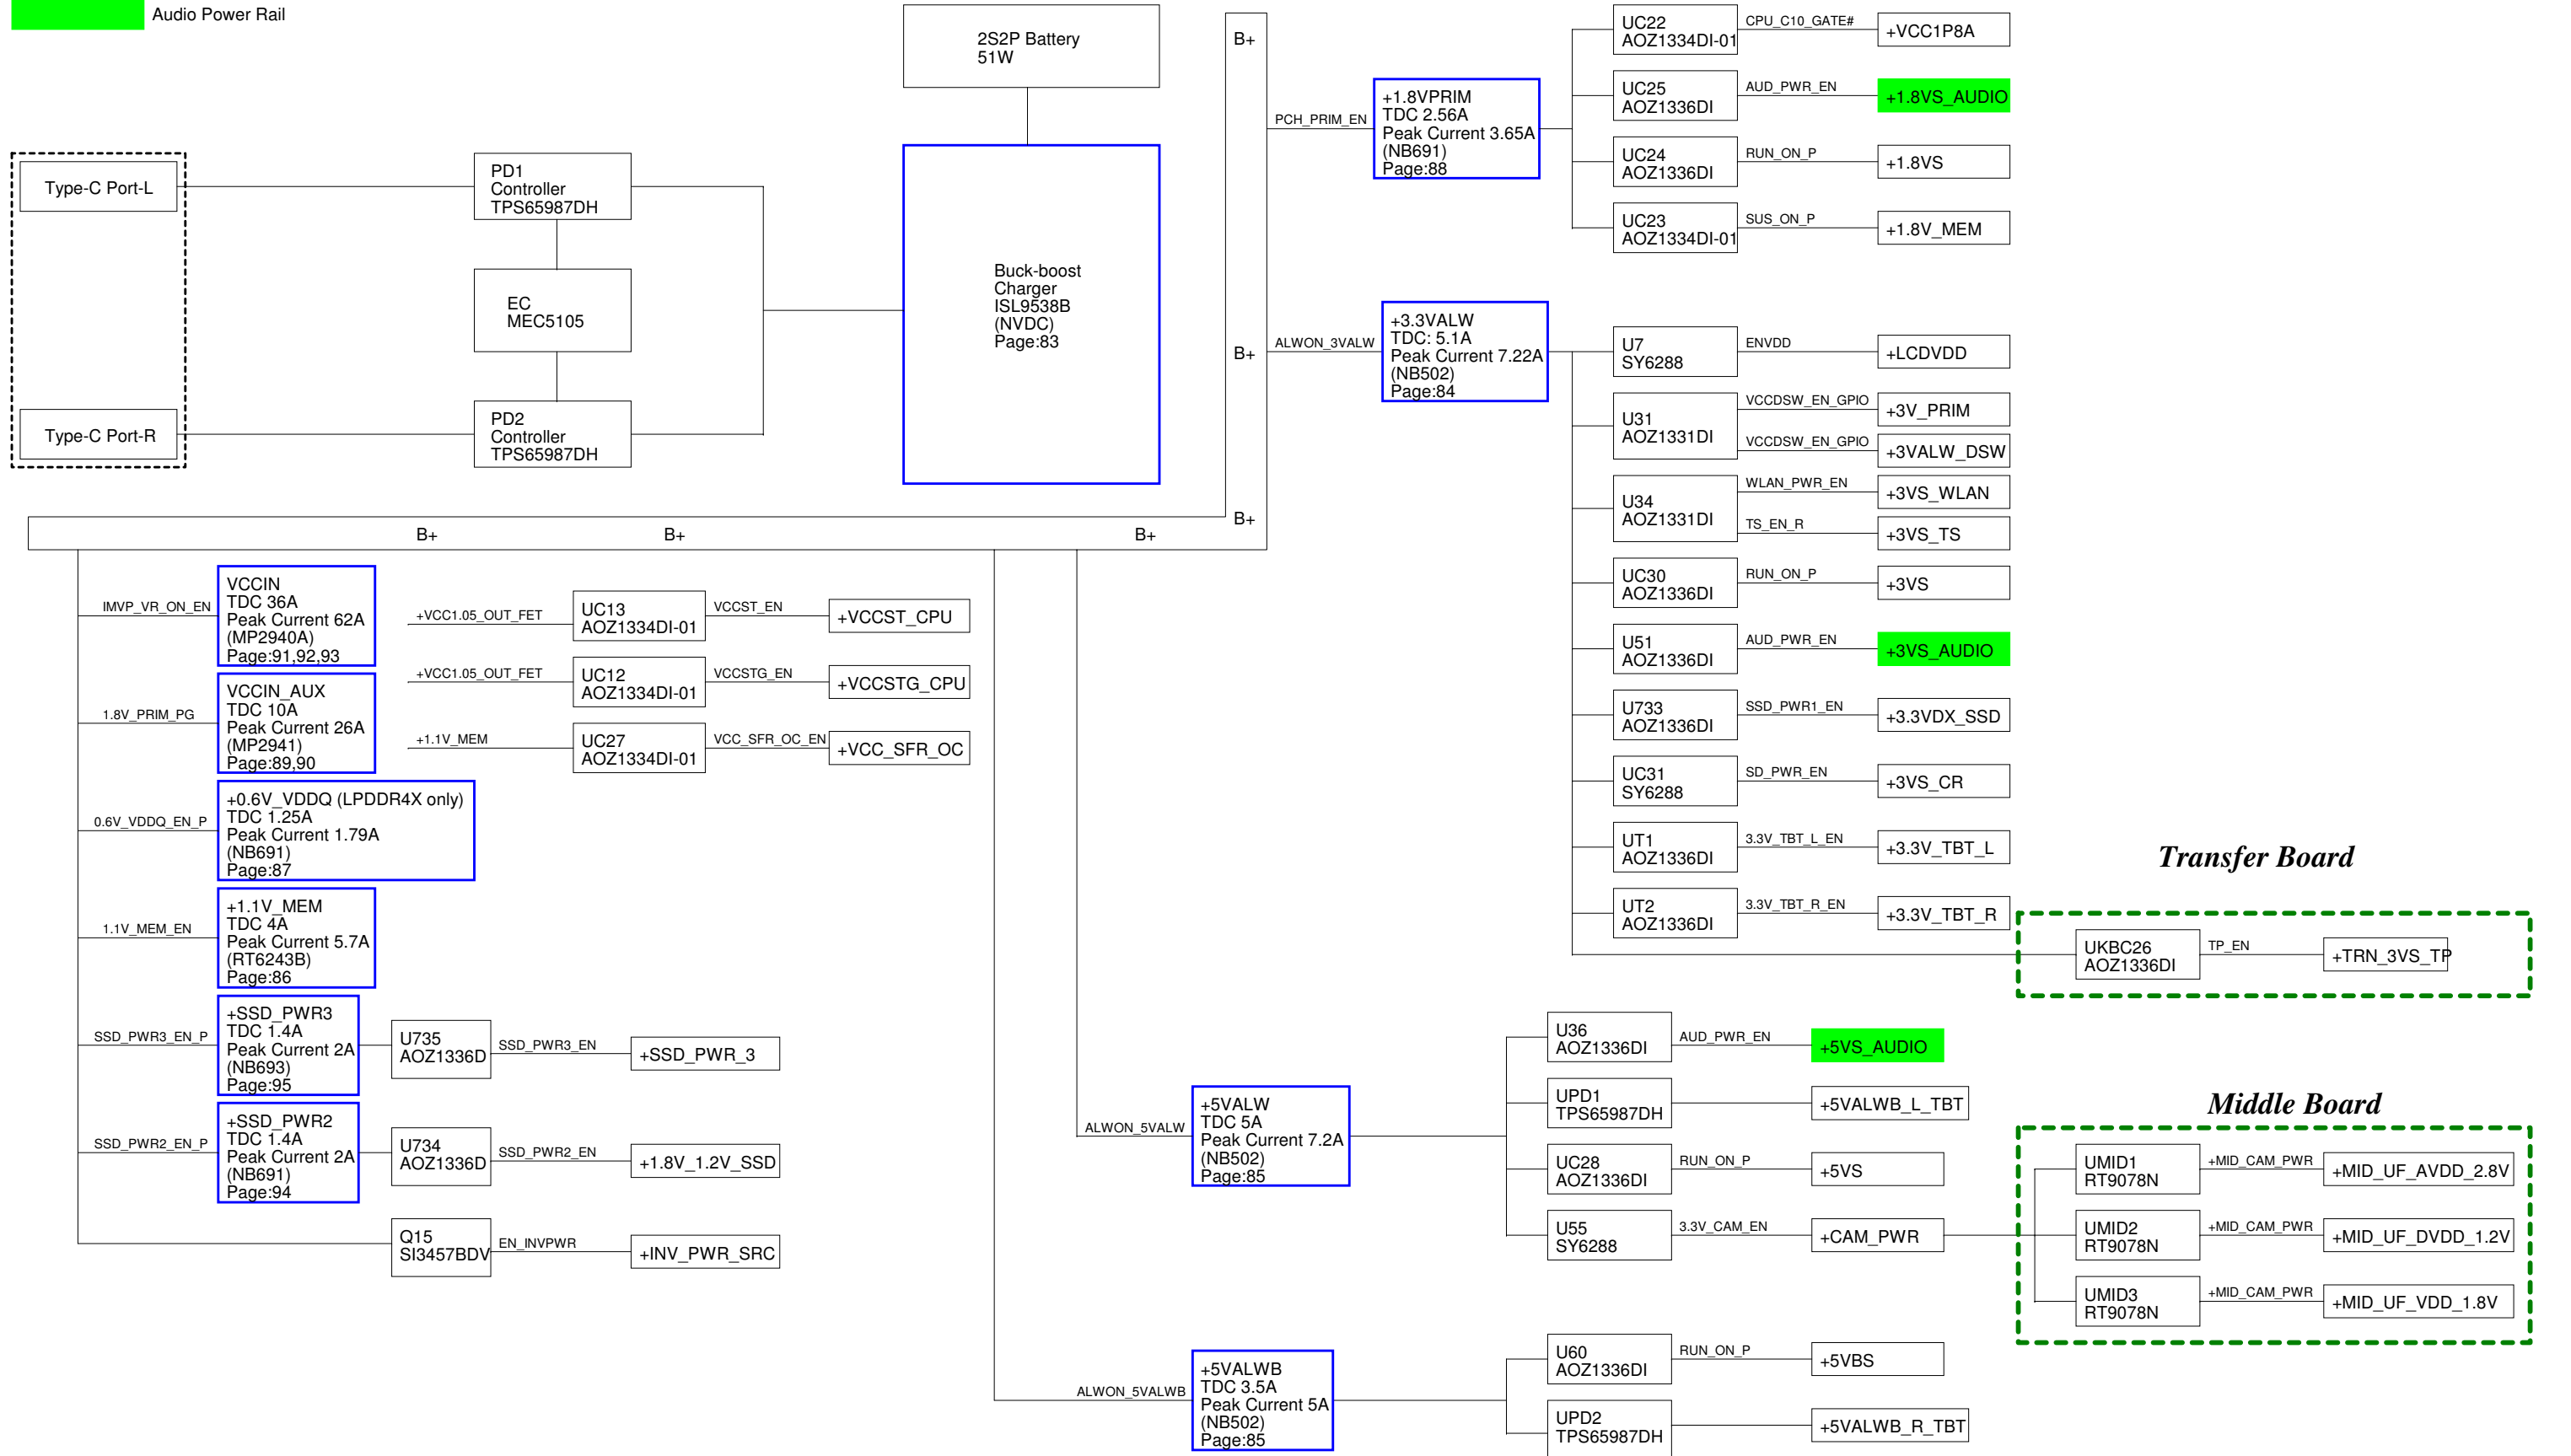 Audio Power Rail
2S2P Battery
51W
Type-C Port-L
Type-C Port-R
PD1
Controller
TPS65987DH
EC
MEC5105
PD2
Controller
TPS65987DH
Buck-boost
Charger
ISL9538B
(NVDC)
Page:83
B+
B+
B+
B+
B+
B+
PCH_PRIM_EN
+1.8VPRIM
TDC 2.56A
Peak Current 3.65A
(NB691)
Page:88
UC22
AOZ1334DI-01
CPU_C10_GATE#
+VCC1P8A
UC25
AOZ1336DI
AUD_PWR_EN
+1.8VS_AUDIO
UC24
AOZ1336DI
RUN_ON_P
+1.8VS
UC23
AOZ1334DI-01
SUS_ON_P
+1.8V_MEM
ALWON_3VALW
+3.3VALW
TDC: 5.1A
Peak Current 7.22A
(NB502)
Page:84
U7
SY6288
ENVDD
+LCDVDD
U31
AOZ1331DI
VCCDSW_EN_GPIO
+3V_PRIM
VCCDSW_EN_GPIO
+3VALW_DSW
U34
AOZ1331DI
WLAN_PWR_EN
+3VS_WLAN
TS_EN_R
+3VS_TS
UC30
AOZ1336DI
RUN_ON_P
+3VS
U51
AOZ1336DI
AUD_PWR_EN
+3VS_AUDIO
U733
AOZ1336DI
SSD_PWR1_EN
+3.3VDX_SSD
UC31
SY6288
SD_PWR_EN
+3VS_CR
UT1
AOZ1336DI
3.3V_TBT_L_EN
+3.3V_TBT_L
UT2
AOZ1336DI
3.3V_TBT_R_EN
+3.3V_TBT_R
Transfer Board
UKBC26
AOZ1336DI
TP_EN
+TRN_3VS_TP
IMVP_VR_ON_EN
VCCIN
TDC 36A
Peak Current 62A
(MP2940A)
Page:91,92,93
1.8V_PRIM_PG
VCCIN_AUX
TDC 10A
Peak Current 26A
(MP2941)
Page:89,90
0.6V_VDDQ_EN_P
+0.6V_VDDQ (LPDDR4X only)
TDC 1.25A
Peak Current 1.79A
(NB691)
Page:87
1.1V_MEM_EN
+1.1V_MEM
TDC 4A
Peak Current 5.7A
(RT6243B)
Page:86
SSD_PWR3_EN_P
+SSD_PWR3
TDC 1.4A
Peak Current 2A
(NB693)
Page:95
U735
AOZ1336D
SSD_PWR3_EN
+SSD_PWR_3
SSD_PWR2_EN_P
+SSD_PWR2
TDC 1.4A
Peak Current 2A
(NB691)
Page:94
U734
AOZ1336D
SSD_PWR2_EN
+1.8V_1.2V_SSD
Q15
SI3457BDV
EN_INVPWR
+INV_PWR_SRC
+VCC1.05_OUT_FET
UC13
AOZ1334DI-01
VCCST_EN
+VCCST_CPU
+VCC1.05_OUT_FET
UC12
AOZ1334DI-01
VCCSTG_EN
+VCCSTG_CPU
+1.1V_MEM
UC27
AOZ1334DI-01
VCC_SFR_OC_EN
+VCC_SFR_OC
ALWON_5VALW
+5VALW
TDC 5A
Peak Current 7.2A
(NB502)
Page:85
U36
AOZ1336DI
AUD_PWR_EN
+5VS_AUDIO
UPD1
TPS65987DH
+5VALWB_L_TBT
UC28
AOZ1336DI
RUN_ON_P
+5VS
U55
SY6288
3.3V_CAM_EN
+CAM_PWR
Middle Board
UMID1
RT9078N
+MID_CAM_PWR
+MID_UF_AVDD_2.8V
UMID2
RT9078N
+MID_CAM_PWR
+MID_UF_DVDD_1.2V
UMID3
RT9078N
+MID_CAM_PWR
+MID_UF_VDD_1.8V
ALWON_5VALWB
+5VALWB
TDC 3.5A
Peak Current 5A
(NB502)
Page:85
U60
AOZ1336DI
RUN_ON_P
+5VBS
UPD2
TPS65987DH
+5VALWB_R_TBT